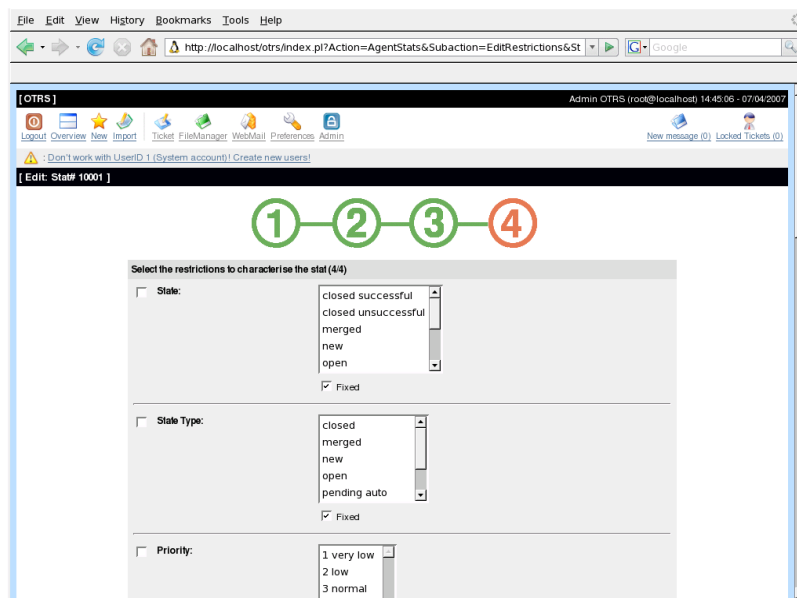 File Edit View History Bookmarks Tools Help
http://localhost/otrs/index.pl?Action=AgentStats&Subaction=EditRestrictions&St G Google
[ OTRS ] Admin OTRS (root@localhost) 14:45:06 - 07/04/2007
Logout Overview New Import Ticket FileManager WebMail Preferences Admin New message (0) Locked Tickets (0)
: Don't work with UserID 1 (System account)! Create new users!
[ Edit: Stat# 10001 ]
1 2 3 4
Select the restrictions to characterise the stat (4/4)
State:
closed successful
closed unsuccessful
merged
new
open
Fixed
State Type:
closed
merged
new
open
pending auto
Fixed
Priority:
1 very low
2 low
3 normal